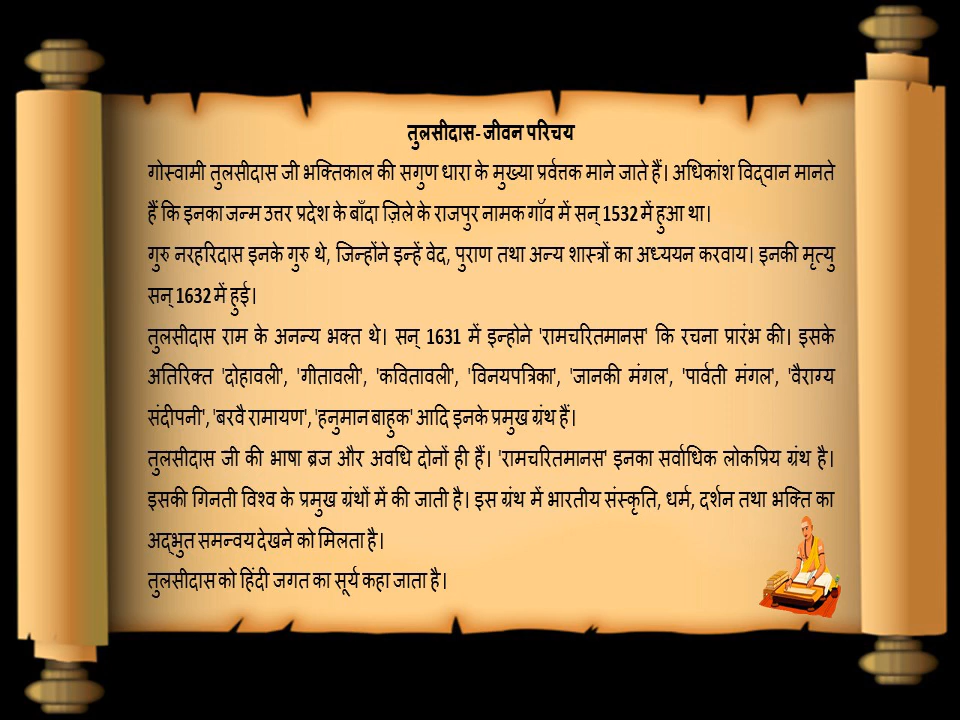 तुलसीदास- जीवन परिचय
गोस्वामी तुलसीदास जी भक्तिकाल की सगुण धारा के मुख्या प्रर्वत्तक माने जाते हैं। अधिकांश विद्वान मानते
हैं कि इनका जन्म उत्तर प्रदेश के बाँदा ज़िले के राजपुर नामक गाॅव में सन् 1532 में हुआ था।
गुरु नरहरिदास इनके गुरु थे, जिन्होंने इन्हें वेद, पुराण तथा अन्य शास्त्रों का अध्ययन करवाय। इनकी मृत्यु
सन् 1632 में हुई।
तुलसीदास राम के अनन्य भक्त थे। सन् 1631 में इन्होने 'रामचरितमानस' कि रचना प्रारंभ की। इसके
अतिरिक्त 'दोहावली', 'गीतावली', 'कवितावली', 'विनयपत्रिका', 'जानकी मंगल', 'पार्वती मंगल', 'वैराग्य
संदीपनी', 'बरवै रामायण', 'हनुमान बाहुक' आदि इनके प्रमुख ग्रंथ हैं।
तुलसीदास जी की भाषा ब्रज और अवधि दोनों ही हैं। 'रामचरितमानस' इनका सर्वाधिक लोकप्रिय ग्रंथ है।
इसकी गिनती विश्व के प्रमुख ग्रंथों में की जाती है। इस ग्रंथ में भारतीय संस्कृति, धर्म, दर्शन तथा भक्ति का
अद्भुत समन्वय देखने को मिलता है।
तुलसीदास को हिंदी जगत का सूर्य कहा जाता है।